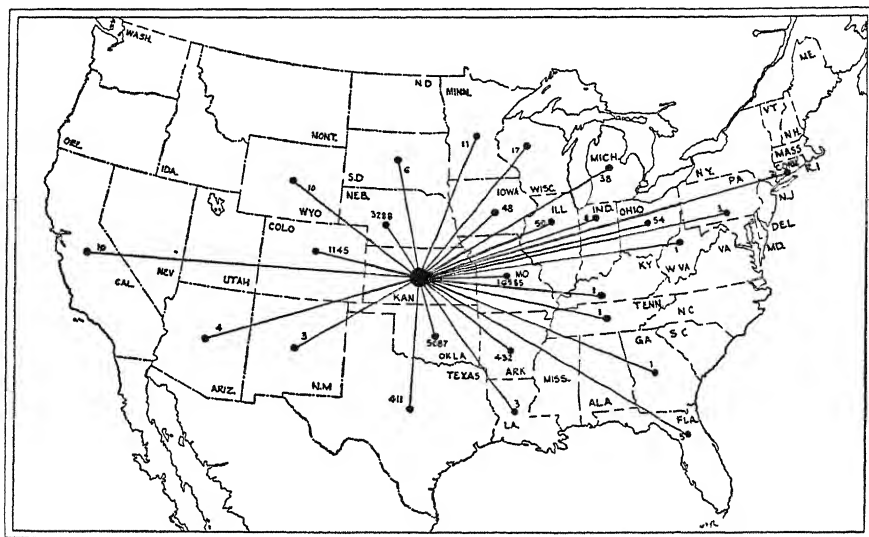 WASH.
ORE.
IDA.
MONT.
N.D
MINN.
11
17
S.D
6
10
WYO
NEB.
3288
IOWA
48
WISC.
MICH.
38
ILL
50
IND.
OHIO
54
N.Y.
PA
1
VT.
N.H.
ME.
MASS
CONN
R.I
N.J
DEL
MD.
VA
W VA
1
KY
10
CAL.
NEV
UTAH
COLO
1145
KAN
MO
1
TENN.
1
N C
S C
GA
1
4
ARIZ.
3
N.M
5087
OKLA
TEXAS
411
432
ARK
3
LA.
MISS.
ALA
FLA.
5